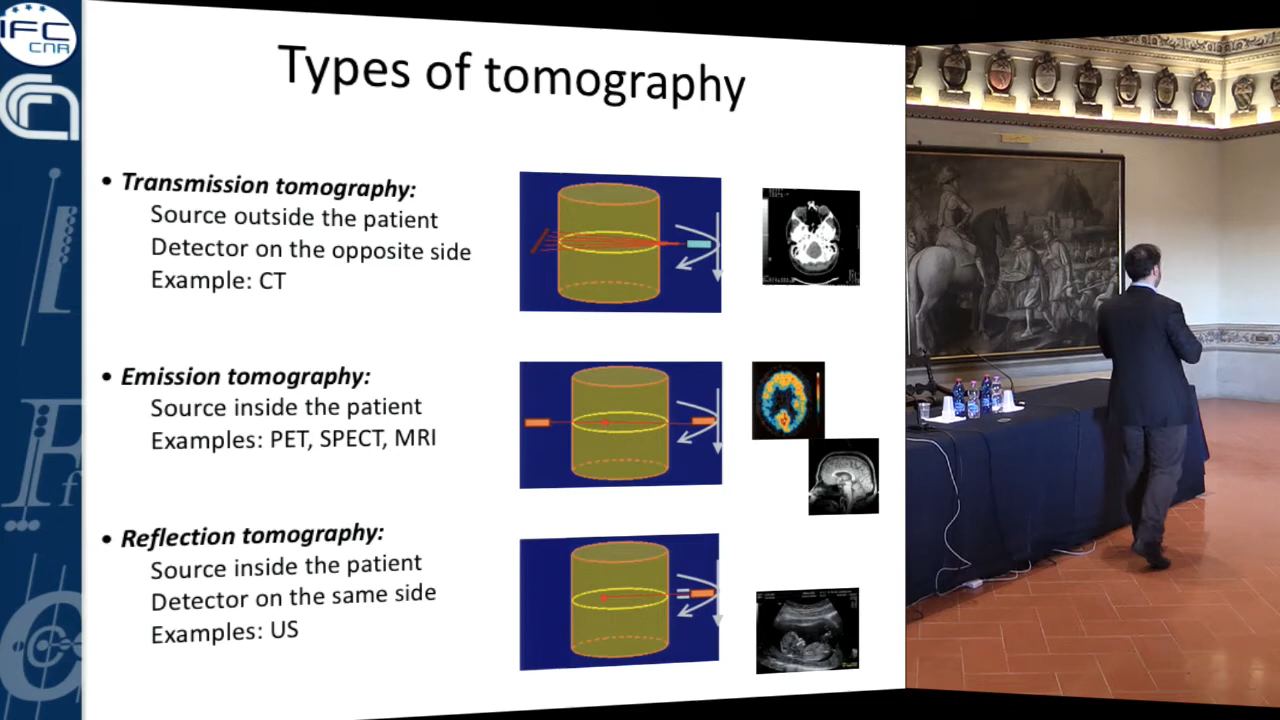 IFC
CNR
Types of tomography
• Transmission tomography:
Source outside the patient
Detector on the opposite side
Example: CT
• Emission tomography:
Source inside the patient
Examples: PET, SPECT, MRI
• Reflection tomography:
Source inside the patient
Detector on the same side
Examples: US